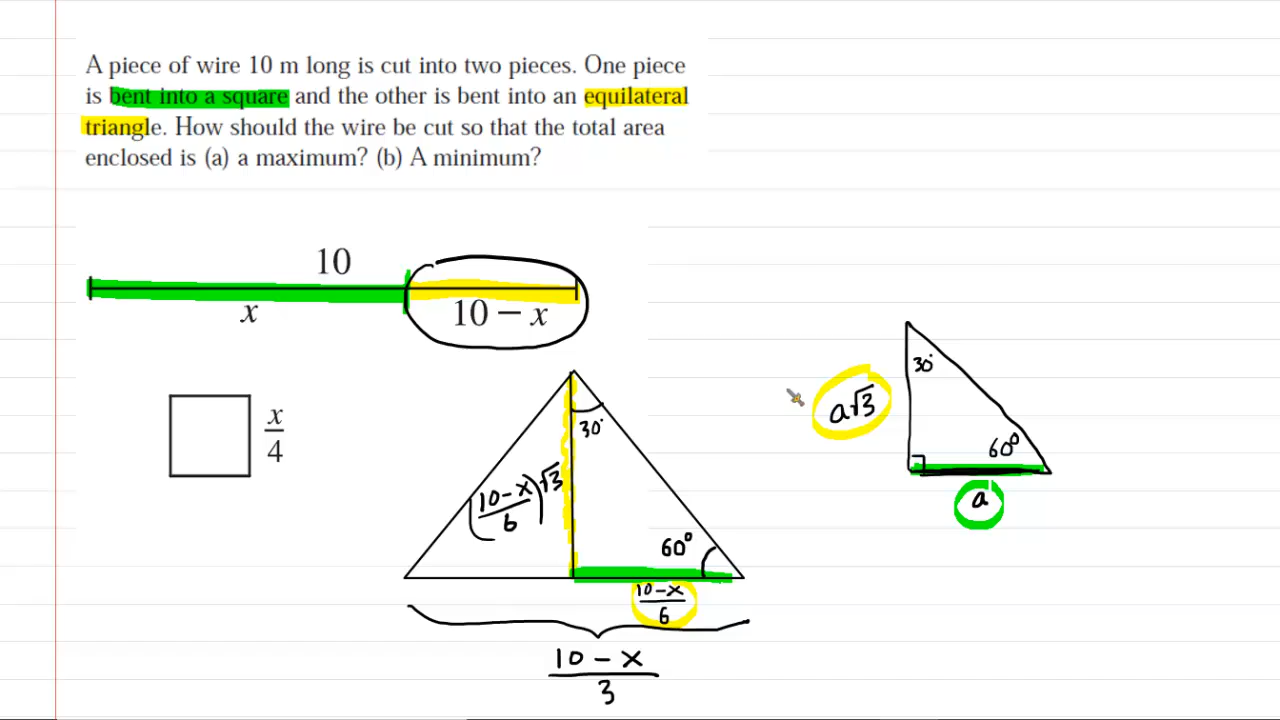 A piece of wire 10 m long is cut into two pieces. One piece
is bent into a square and the other is bent into an equilateral
triangle. How should the wire be cut so that the total area
enclosed is (a) a maximum? (b) A minimum?
10
x
10 − x
x/4
30°
(10-x/6)√3
60°
10-x/6
10 - x/3
30°
a√3
60°
a